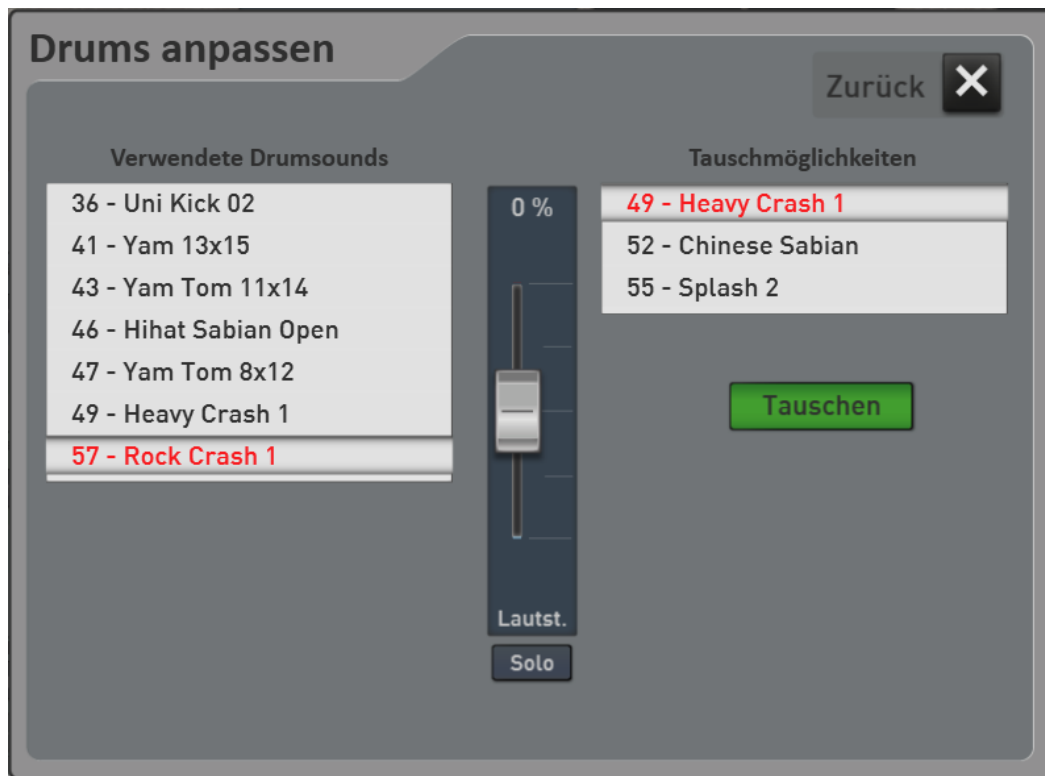 Drums anpassen
Zurück
Verwendete Drumsounds
36 - Uni Kick 02
41 - Yam 13x15
43 - Yam Tom 11x14
46 - Hihat Sabian Open
47 - Yam Tom 8x12
49 - Heavy Crash 1
57 - Rock Crash 1
0 %
Lautst.
Solo
Tauschmöglichkeiten
49 - Heavy Crash 1
52 - Chinese Sabian
55 - Splash 2
Tauschen